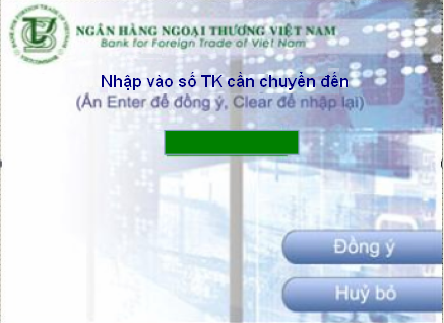 NGÂN HÀNG NGOẠI THƯƠNG VIỆT NAM
Bank for Foreign Trade of Việt Nam
Nhập vào số TK cần chuyển đến
(Ấn Enter để đồng ý, Clear để nhập lại)
Đồng ý
Huỷ bỏ